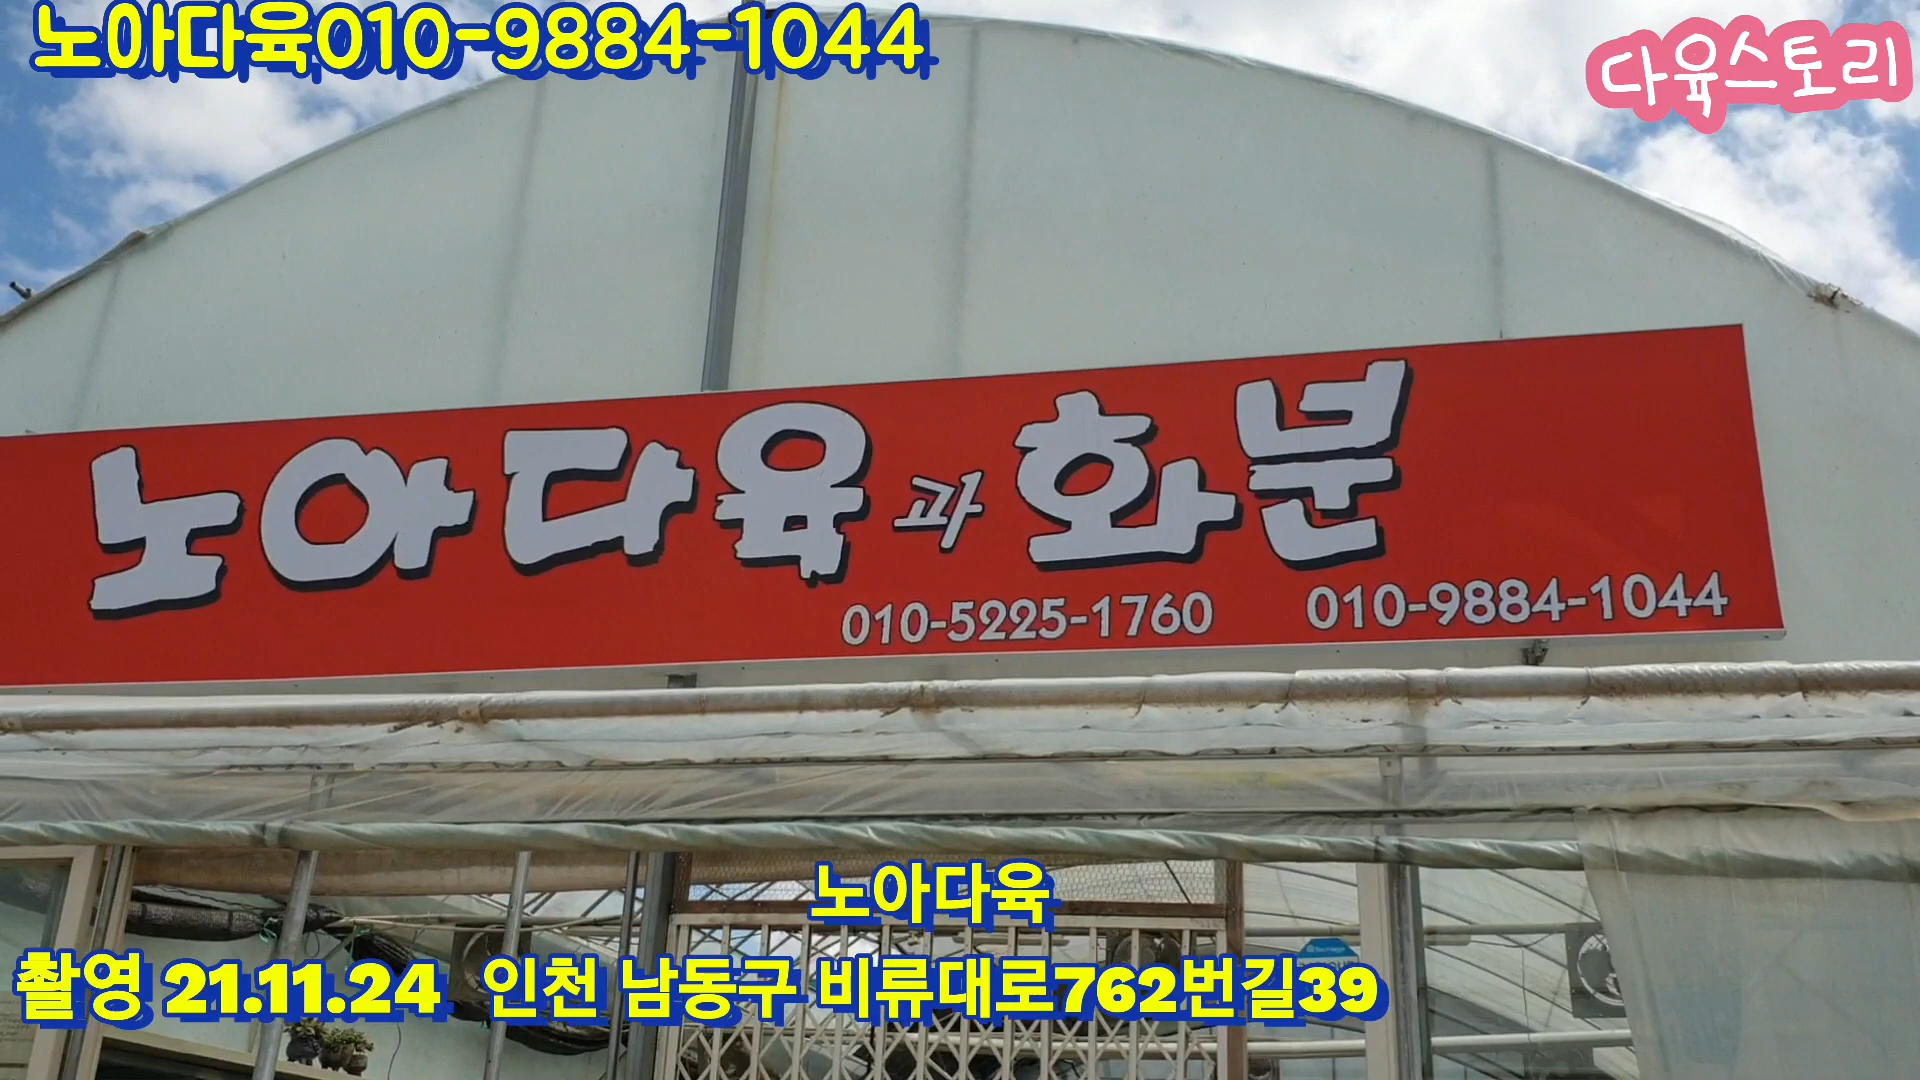 노아다육010-9884-1044
다육스토리
노아다육과 화분
010-5225-1760 010-9884-1044
노아다육
촬영 21.11.24 인천 남동구 비류대로762번길39